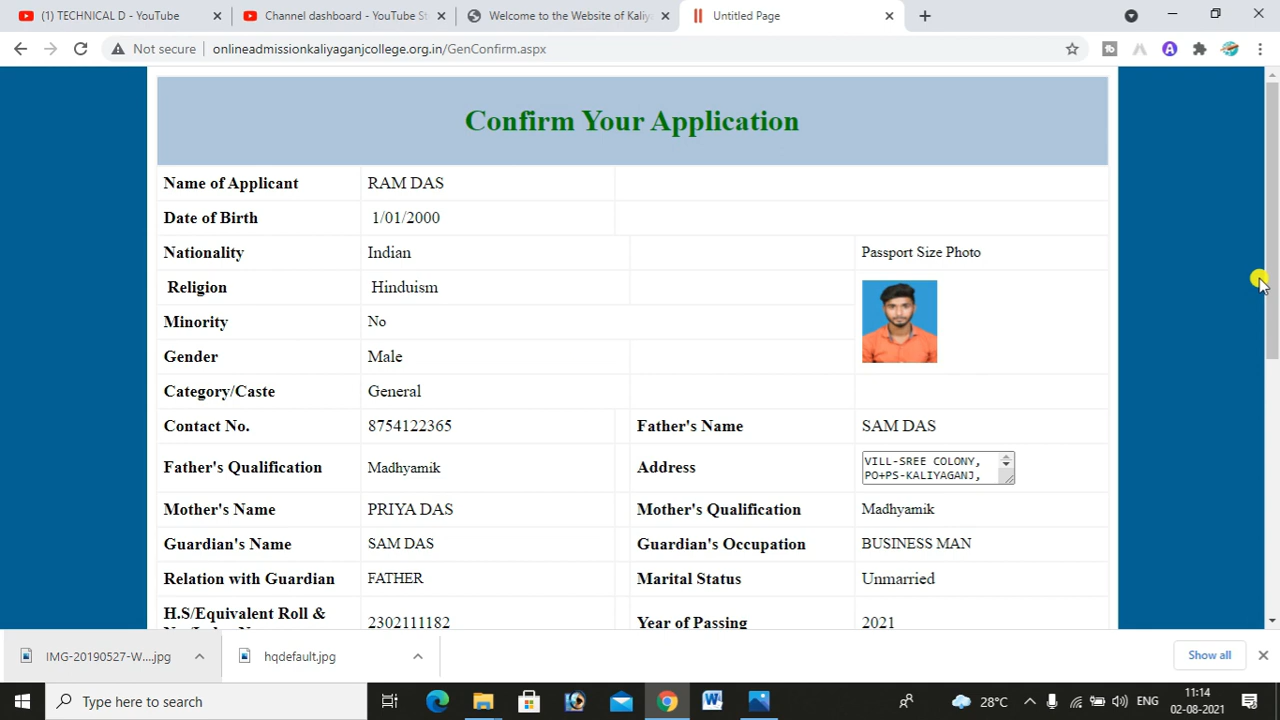 (1) TECHNICAL D - YouTube
Channel dashboard - YouTube St
Welcome to the Website of Kaliya
Untitled Page
Not secure
onlineadmissionkaliyaganjcollege.org.in/GenConfirm.aspx
Confirm Your Application
Name of Applicant RAM DAS
Date of Birth 1/01/2000
Nationality Indian Passport Size Photo
Religion Hinduism
Minority No
Gender Male
Category/Caste General
Contact No. 8754122365 Father's Name SAM DAS
Father's Qualification Madhyamik Address VILL-SREE COLONY,
PO+PS-KALIYAGANJ,
Mother's Name PRIYA DAS Mother's Qualification Madhyamik
Guardian's Name SAM DAS Guardian's Occupation BUSINESS MAN
Relation with Guardian FATHER Marital Status Unmarried
H.S/Equivalent Roll &
2302111182 Year of Passing 2021
IMG-20190527-W....jpg
hqdefault.jpg
Show all
Type here to search
28°C
ENG
11:14
02-08-2021